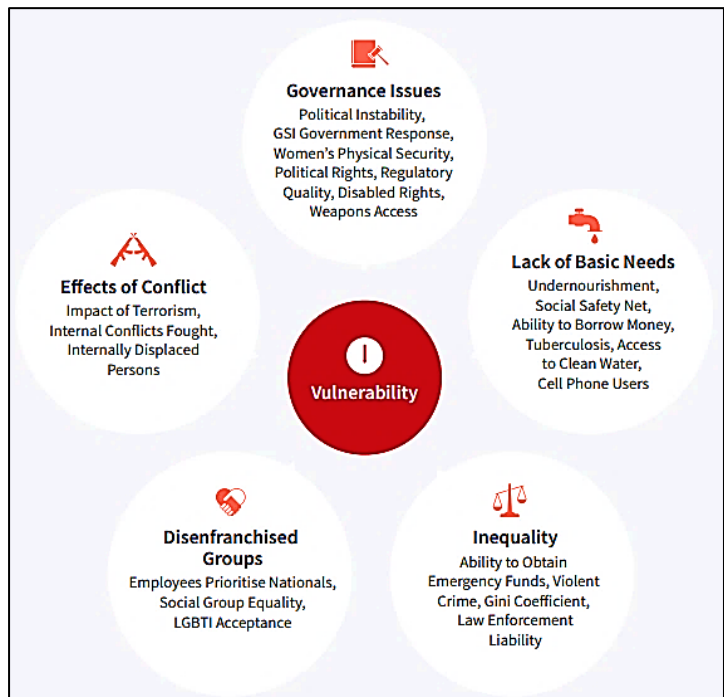 Governance Issues
Political Instability,
GSI Government Response,
Women's Physical Security,
Political Rights, Regulatory
Quality, Disabled Rights,
Weapons Access
Effects of Conflict
Impact of Terrorism,
Internal Conflicts Fought,
Internally Displaced
Persons
Lack of Basic Needs
Undernourishment,
Social Safety Net,
Ability to Borrow Money,
Tuberculosis, Access
to Clean Water,
Cell Phone Users
Vulnerability
Disenfranchised
Groups
Employees Prioritise Nationals,
Social Group Equality,
LGBTI Acceptance
Inequality
Ability to Obtain
Emergency Funds, Violent
Crime, Gini Coefficient,
Law Enforcement
Liability